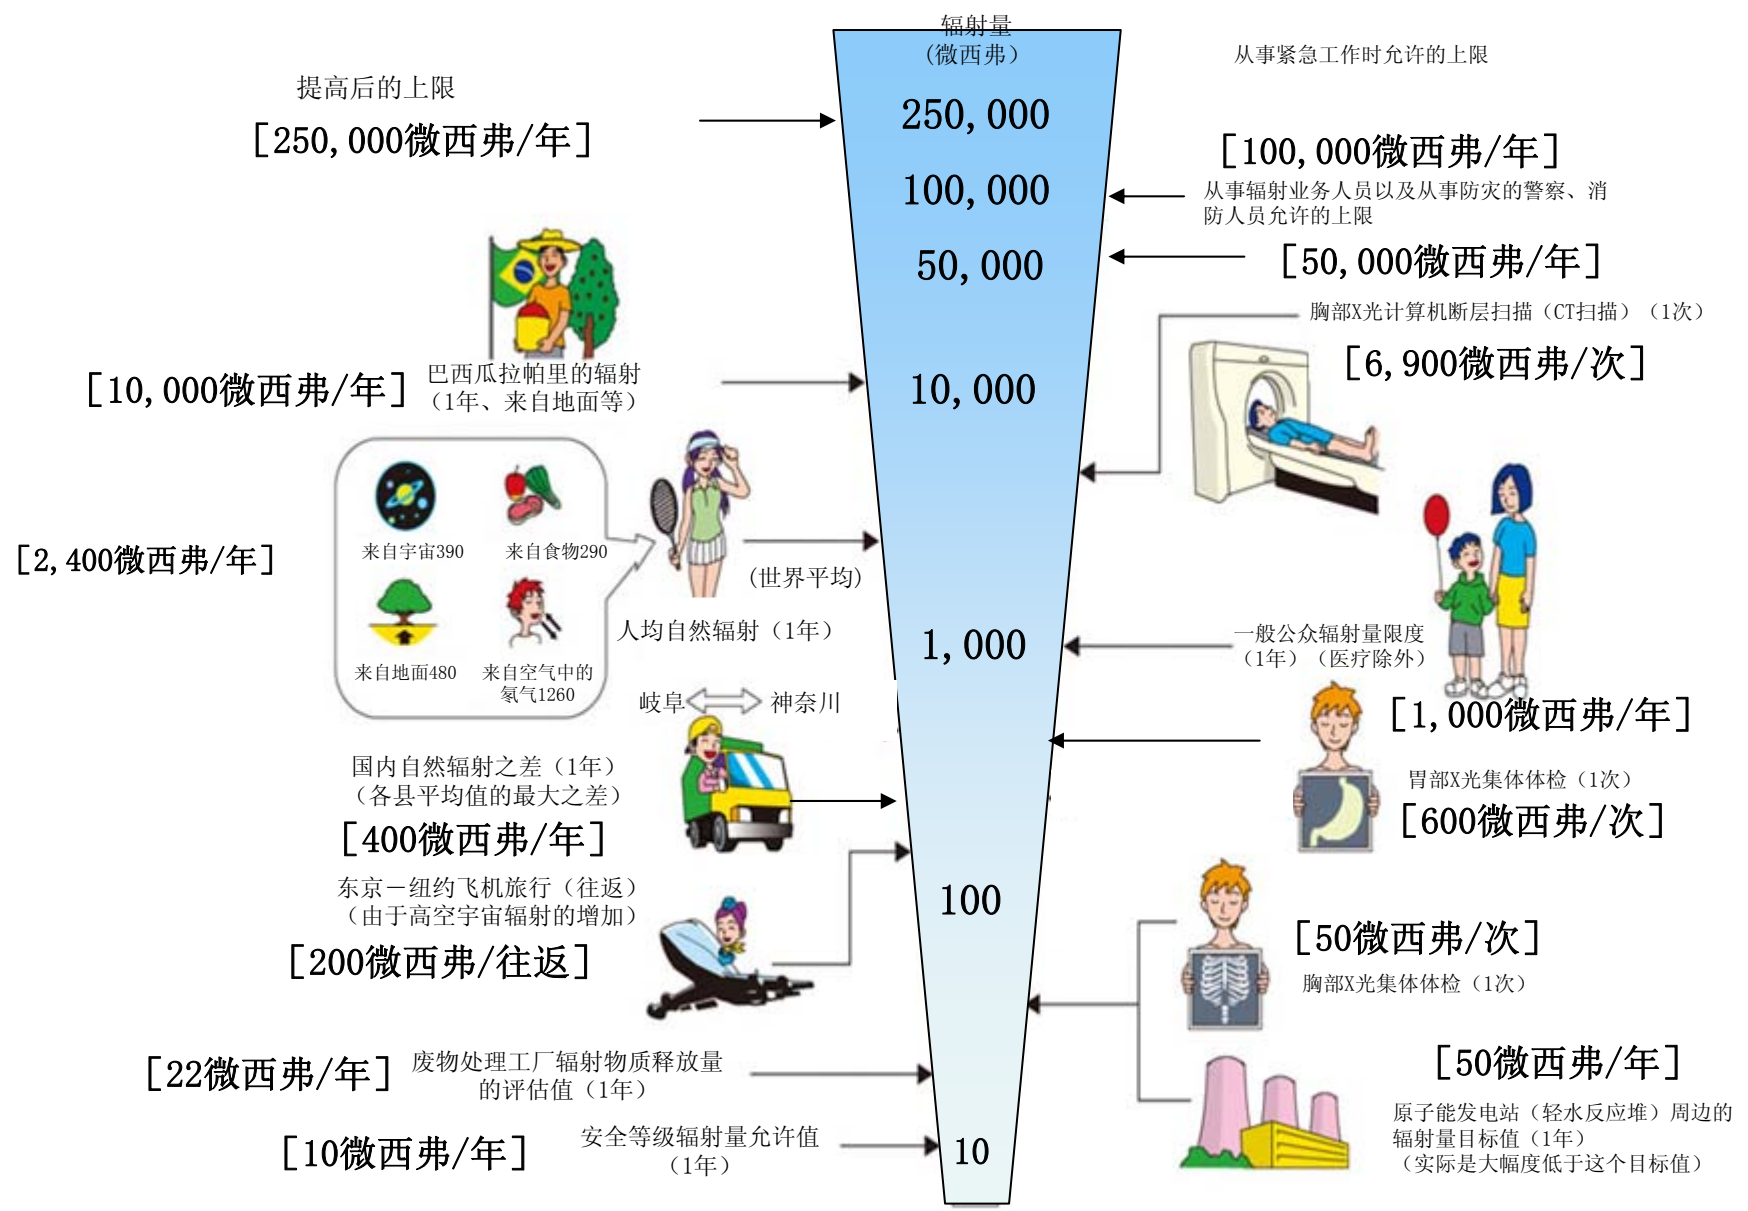 辐射量
(微西弗)
250,000
100,000
50,000
10,000
1,000
100
10
提高后的上限
[250,000微西弗/年]
巴西瓜拉帕里的辐射
(1年、来自地面等)
[10,000微西弗/年]
来自宇宙390
来自食物290
来自地面480
来自空气中的
氡气1260
[2,400微西弗/年]
(世界平均)
人均自然辐射(1年)
岐阜
神奈川
国内自然辐射之差(1年)
(各县平均值的最大之差)
[400微西弗/年]
东京-纽约飞机旅行(往返)
(由于高空宇宙辐射的增加)
[200微西弗/往返]
[22微西弗/年]
废物处理工厂辐射物质释放量
的评估值(1年)
[10微西弗/年]
安全等级辐射量允许值
(1年)
从事紧急工作时允许的上限
[100,000微西弗/年]
从事辐射业务人员以及从事防灾的警察、消
防人员允许的上限
[50,000微西弗/年]
胸部X光计算机断层扫描(CT扫描)(1次)
[6,900微西弗/次]
一般公众辐射量限度
(1年)(医疗除外)
[1,000微西弗/年]
胃部X光集体体检(1次)
[600微西弗/次]
[50微西弗/次]
胸部X光集体体检(1次)
[50微西弗/年]
原子能发电站(轻水反应堆)周边的
辐射量目标值(1年)
(实际是大幅度低于这个目标值)